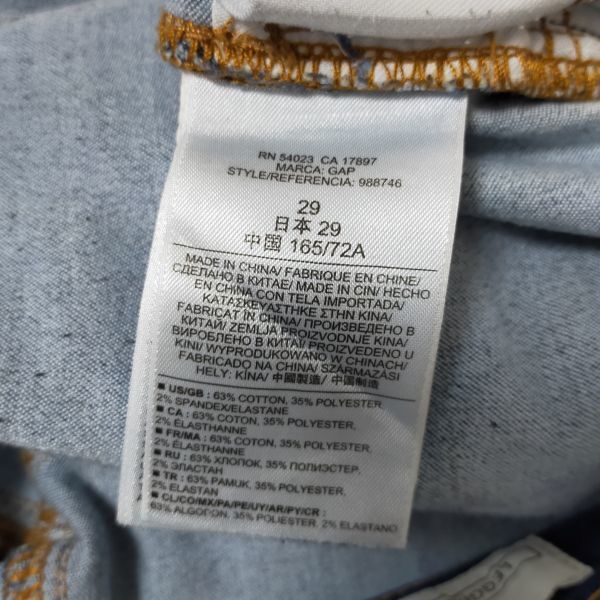 RN 54023 CA 17897
MARCA: GAP
STYLE/REFERENCIA: 988746
29
日本 29
中国 165/72A
MADE IN CHINA/ FABRIQUE EN CHINE/
СДЕЛАНО В КИТАЕ/ MADE IN CIN/ HECHO
EN CHINA CON TELA IMPORTADA/
ΚΑΤΑΣΚΕΥΑΣΤΗΚΕ ΣΤΗΝ ΚΙΝΑ/
FABRICAT ÎN CHINA/ ПРОИЗВЕДЕНО В
КИТАЙ/ ZEMLJA PROIZVODNJE KINA/
ВИРОБЛЕНО В КИТАЇ/ PROIZVEDENO U
KINI/ WYPRODUKOWANO W CHINACH/
FABRICADO NA CHINA/ SZÁRMAZÁSI
HELY: KÍNA/ 中國製造/ 中国制造
■ US/GB : 63% COTTON, 35% POLYESTER,
2% SPANDEX/ELASTANE
■ CA : 63% COTON, 35% POLYESTER,
2% ÉLASTHANNE
■ FR/MA : 63% COTON, 35% POLYESTER,
2% ÉLASTHANNE
■ RU : 63% ХЛОПОК, 35% ПОЛИЭСТЕР,
2% ЭЛАСТАН
■ TR : 63% PAMUK, 35% POLYESTER,
2% ELASTAN
■ CL/CO/MX/PA/PE/UY/AR/PY/CR :
63% ALGODON, 35% POLIESTER, 2% ELASTANO